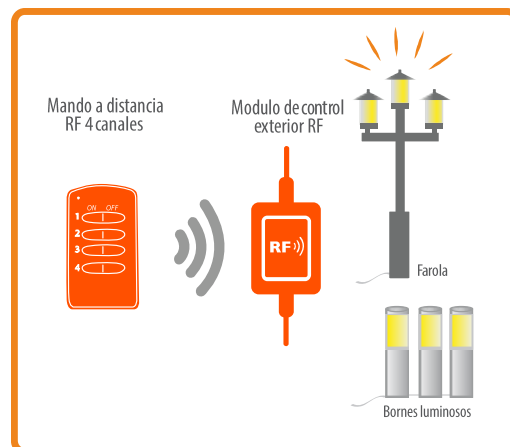 Mando a distancia
RF 4 canales
Modulo de control
exterior RF
ON OFF
1
2
3
4
RF
Farola
Bornes luminosos